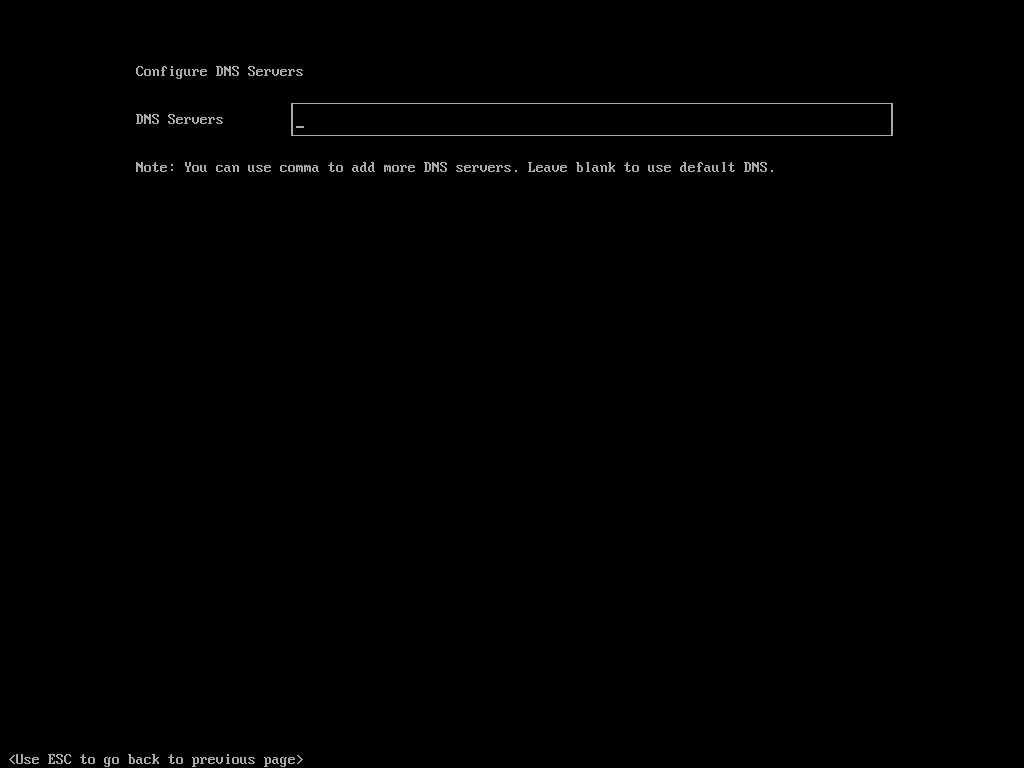 Configure DNS Servers
DNS Servers
_
Note: You can use comma to add more DNS servers. Leave blank to use default DNS.
<Use ESC to go back to previous page>